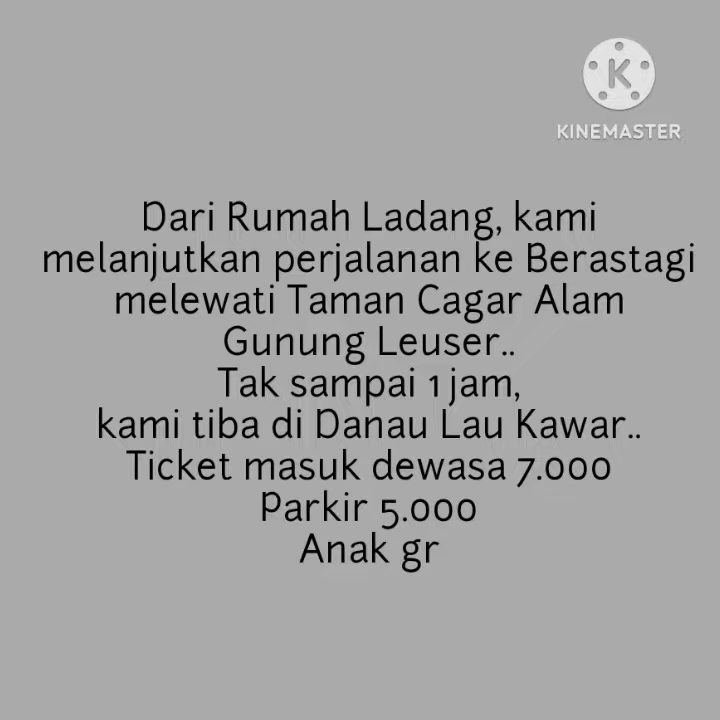 KINEMASTER
Dari Rumah Ladang, kami
melanjutkan perjalanan ke Berastagi
melewati Taman Cagar Alam
Gunung Leuser..
Tak sampai 1 jam,
kami tiba di Danau Lau Kawar..
Ticket masuk dewasa 7.000
Parkir 5.000
Anak gr